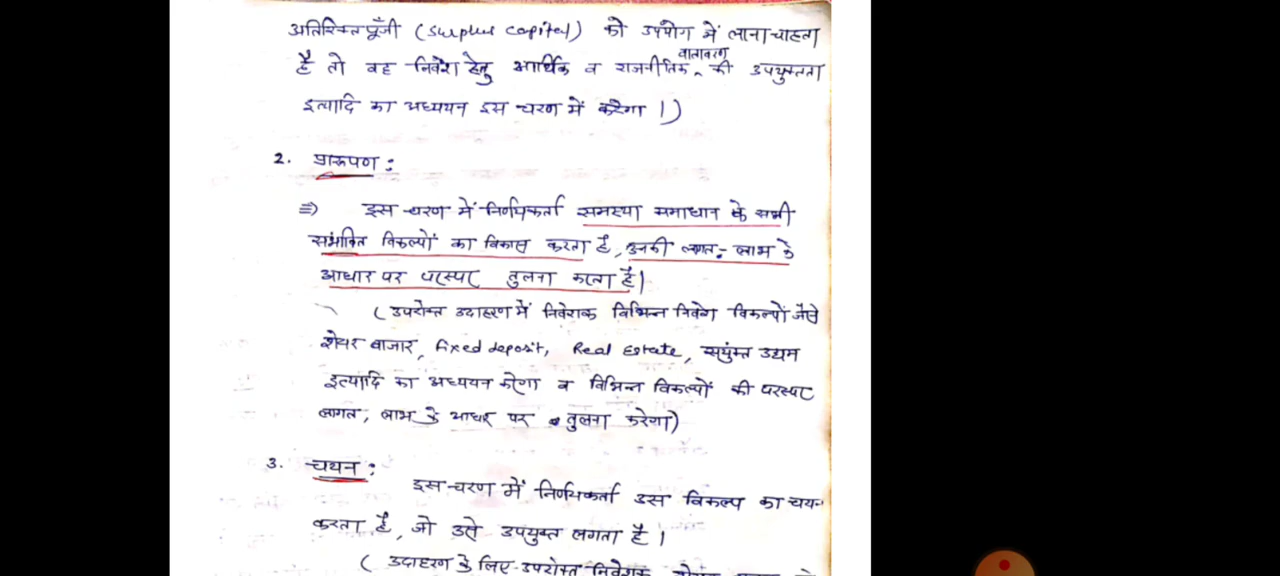 अतिरिक्त पूँजी (Surplus capital) को उपयोग में लाना चाहता
वातावरण
है तो वह निवेश हेतु आर्थिक व राजनीतिक ^ की उपयुक्तता
इत्यादि का अध्ययन इस चरण में करेगा ।)
2. प्रारूपण :
⇒ इस चरण में निर्णयकर्ता समस्या समाधान के सभी
संभावित विकल्पों का विकास करता है, उनकी लागत - लाभ के
आधार पर परस्पर तुलना करता है।
( उपरोक्त उदाहरण में निवेशक विभिन्न निवेश विकल्पों जैसे
शेयर बाजार, fixed deposit, Real Estate, सयुंक्त उद्यम
इत्यादि का अध्ययन करेगा व विभिन्न विकल्पों की परस्पर
लागत, लाभ के आधार पर तुलना करेगा)
3. चयन :
इस चरण में निर्णयकर्ता उस विकल्प का चयन
करता है, जो उसे उपयुक्त लगता है ।
( उदाहरण के लिए उपरोक्त निवेशक